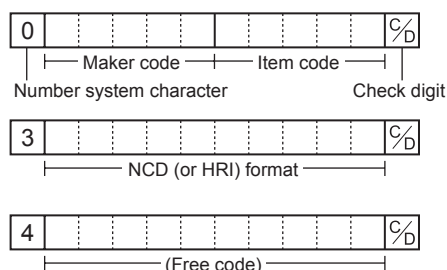 0 C/D
Maker code Item code
Number system character Check digit
3 C/D
NCD (or HRI) format
4 C/D
(Free code)